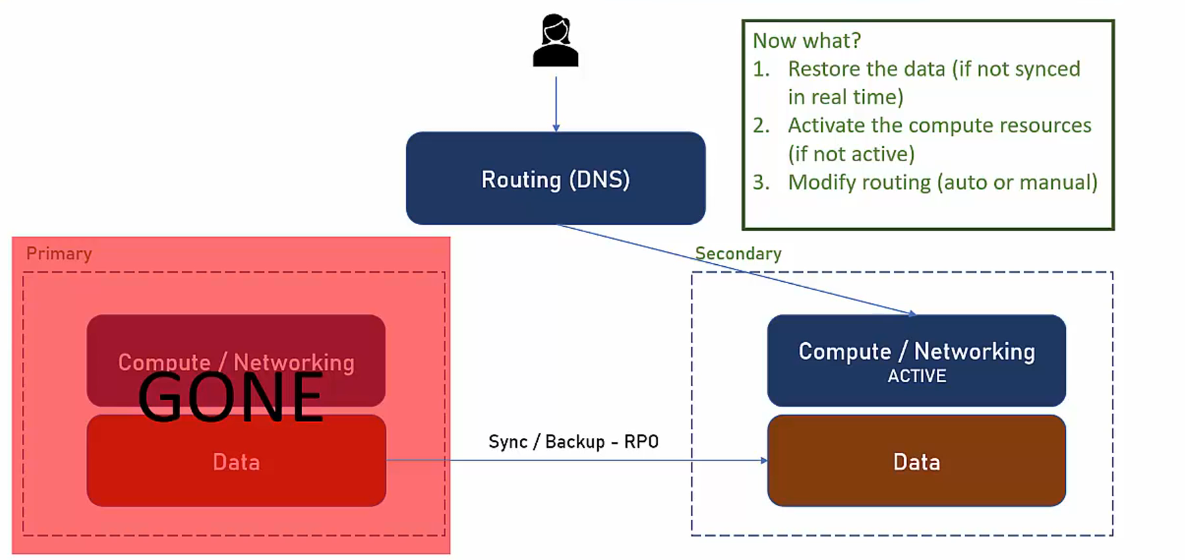 Now what?
1. Restore the data (if not synced
in real time)
2. Activate the compute resources
(if not active)
3. Modify routing (auto or manual)
Routing (DNS)
Primary
Secondary
Compute / Networking
GONE
Data
Sync / Backup - RPO
Compute / Networking
ACTIVE
Data